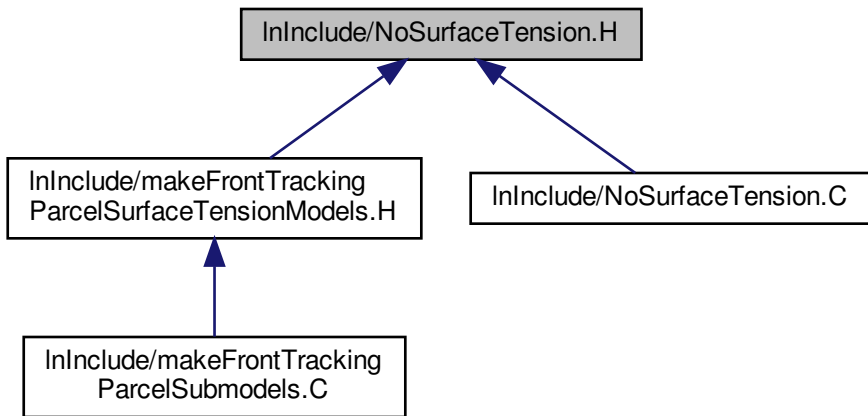 lnInclude/NoSurfaceTension.H
lnInclude/makeFrontTracking
ParcelSurfaceTensionModels.H
lnInclude/NoSurfaceTension.C
lnInclude/makeFrontTracking
ParcelSubmodels.C